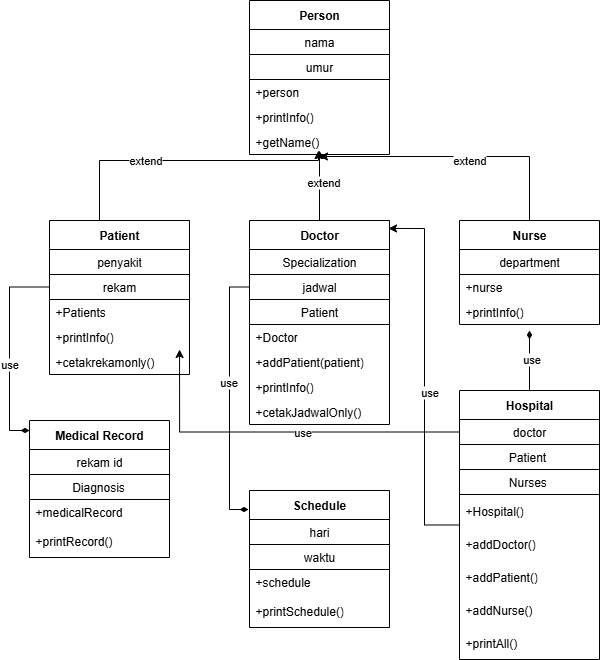 Person
nama
umur
+person
+printInfo()
+getName()
extend
extend
extend
Patient
penyakit
rekam
+Patients
+printInfo()
+cetakrekamonly()
Doctor
Specialization
jadwal
Patient
+Doctor
+addPatient(patient)
+printInfo()
+cetakJadwalOnly()
Nurse
department
+nurse
+printInfo()
use
use
use
use
use
Medical Record
rekam id
Diagnosis
+medicalRecord
+printRecord()
Schedule
hari
waktu
+schedule
+printSchedule()
Hospital
doctor
Patient
Nurses
+Hospital()
+addDoctor()
+addPatient()
+addNurse()
+printAll()